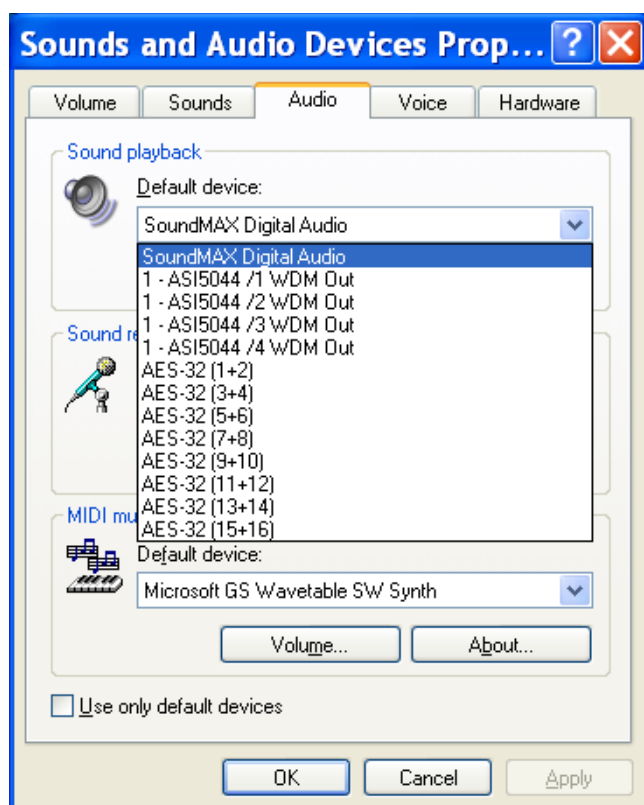 Sounds and Audio Devices Prop...
Volume Sounds Audio Voice Hardware
Sound playback
Default device:
SoundMAX Digital Audio
SoundMAX Digital Audio
1 - ASI5044 /1 WDM Out
1 - ASI5044 /2 WDM Out
1 - ASI5044 /3 WDM Out
1 - ASI5044 /4 WDM Out
Sound re
AES-32 (1+2)
AES-32 (3+4)
AES-32 (5+6)
AES-32 (7+8)
AES-32 (9+10)
AES-32 (11+12)
AES-32 (13+14)
AES-32 (15+16)
MIDI mu
Default device:
Microsoft GS Wavetable SW Synth
Volume... About...
Use only default devices
OK Cancel Apply